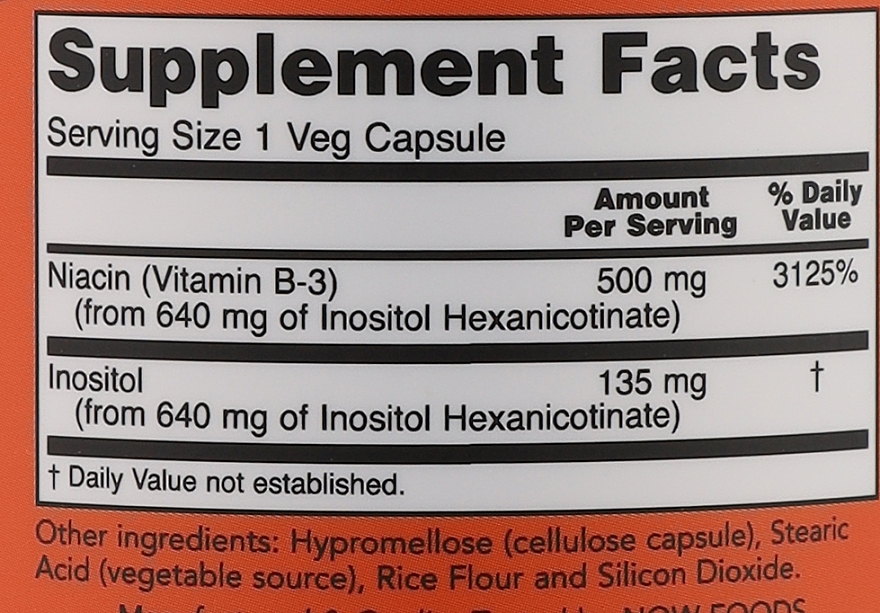 Supplement Facts
Serving Size 1 Veg Capsule
Amount Per Serving
% Daily Value
Niacin (Vitamin B-3) 500 mg 3125%
(from 640 mg of Inositol Hexanicotinate)
Inositol 135 mg †
(from 640 mg of Inositol Hexanicotinate)
† Daily Value not established.
Other ingredients: Hypromellose (cellulose capsule), Stearic
Acid (vegetable source), Rice Flour and Silicon Dioxide.
NOW FOODS